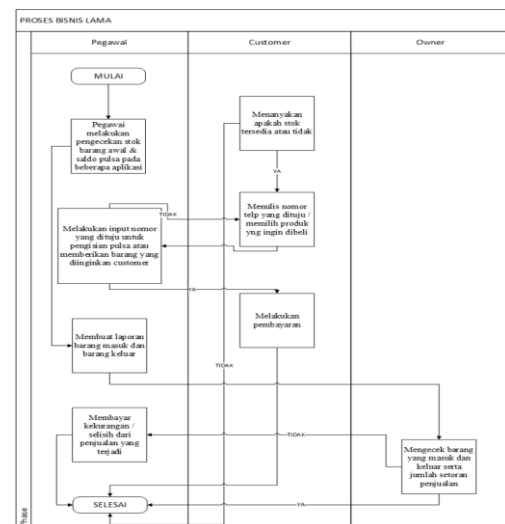 PROSES BISNIS LAMA
Pegawai
Customer
Owner
MULAI
Pegawai
melakukan
pengecekan stok
barang awal &
saldo pulsa pada
beberapa aplikasi
Menanyakan
apakah stok
tersedia atau tidak
YA
Menulis nomor
telp yang dituju /
memilih produk
yng ingin dibeli
TIDAK
Melakukan input nomor
yang dituju untuk
pengisian pulsa atau
memberikan barang yang
diinginkan customer
YA
Melakukan
pembayaran
Membuat laporan
barang masuk dan
barang keluar
TIDAK
Membayar
kekurangan /
selisih dari
penjualan yang
terjadi
TIDAK
Mengecek barang
yang masuk dan
keluar serta
jumlah setoran
penjualan
YA
SELESAI
Phase